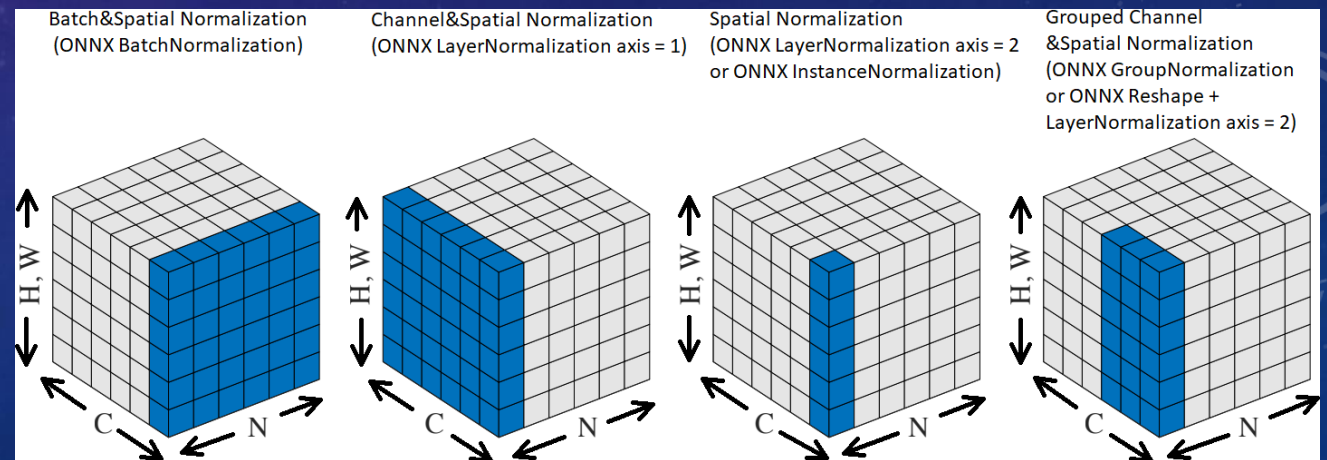 Batch&Spatial Normalization
(ONNX BatchNormalization)
Channel&Spatial Normalization
(ONNX LayerNormalization axis = 1)
Spatial Normalization
(ONNX LayerNormalization axis = 2
or ONNX InstanceNormalization)
Grouped Channel
&Spatial Normalization
(ONNX GroupNormalization
or ONNX Reshape +
LayerNormalization axis = 2)
H, W
C
N
H, W
C
N
H, W
C
N
H, W
C
N